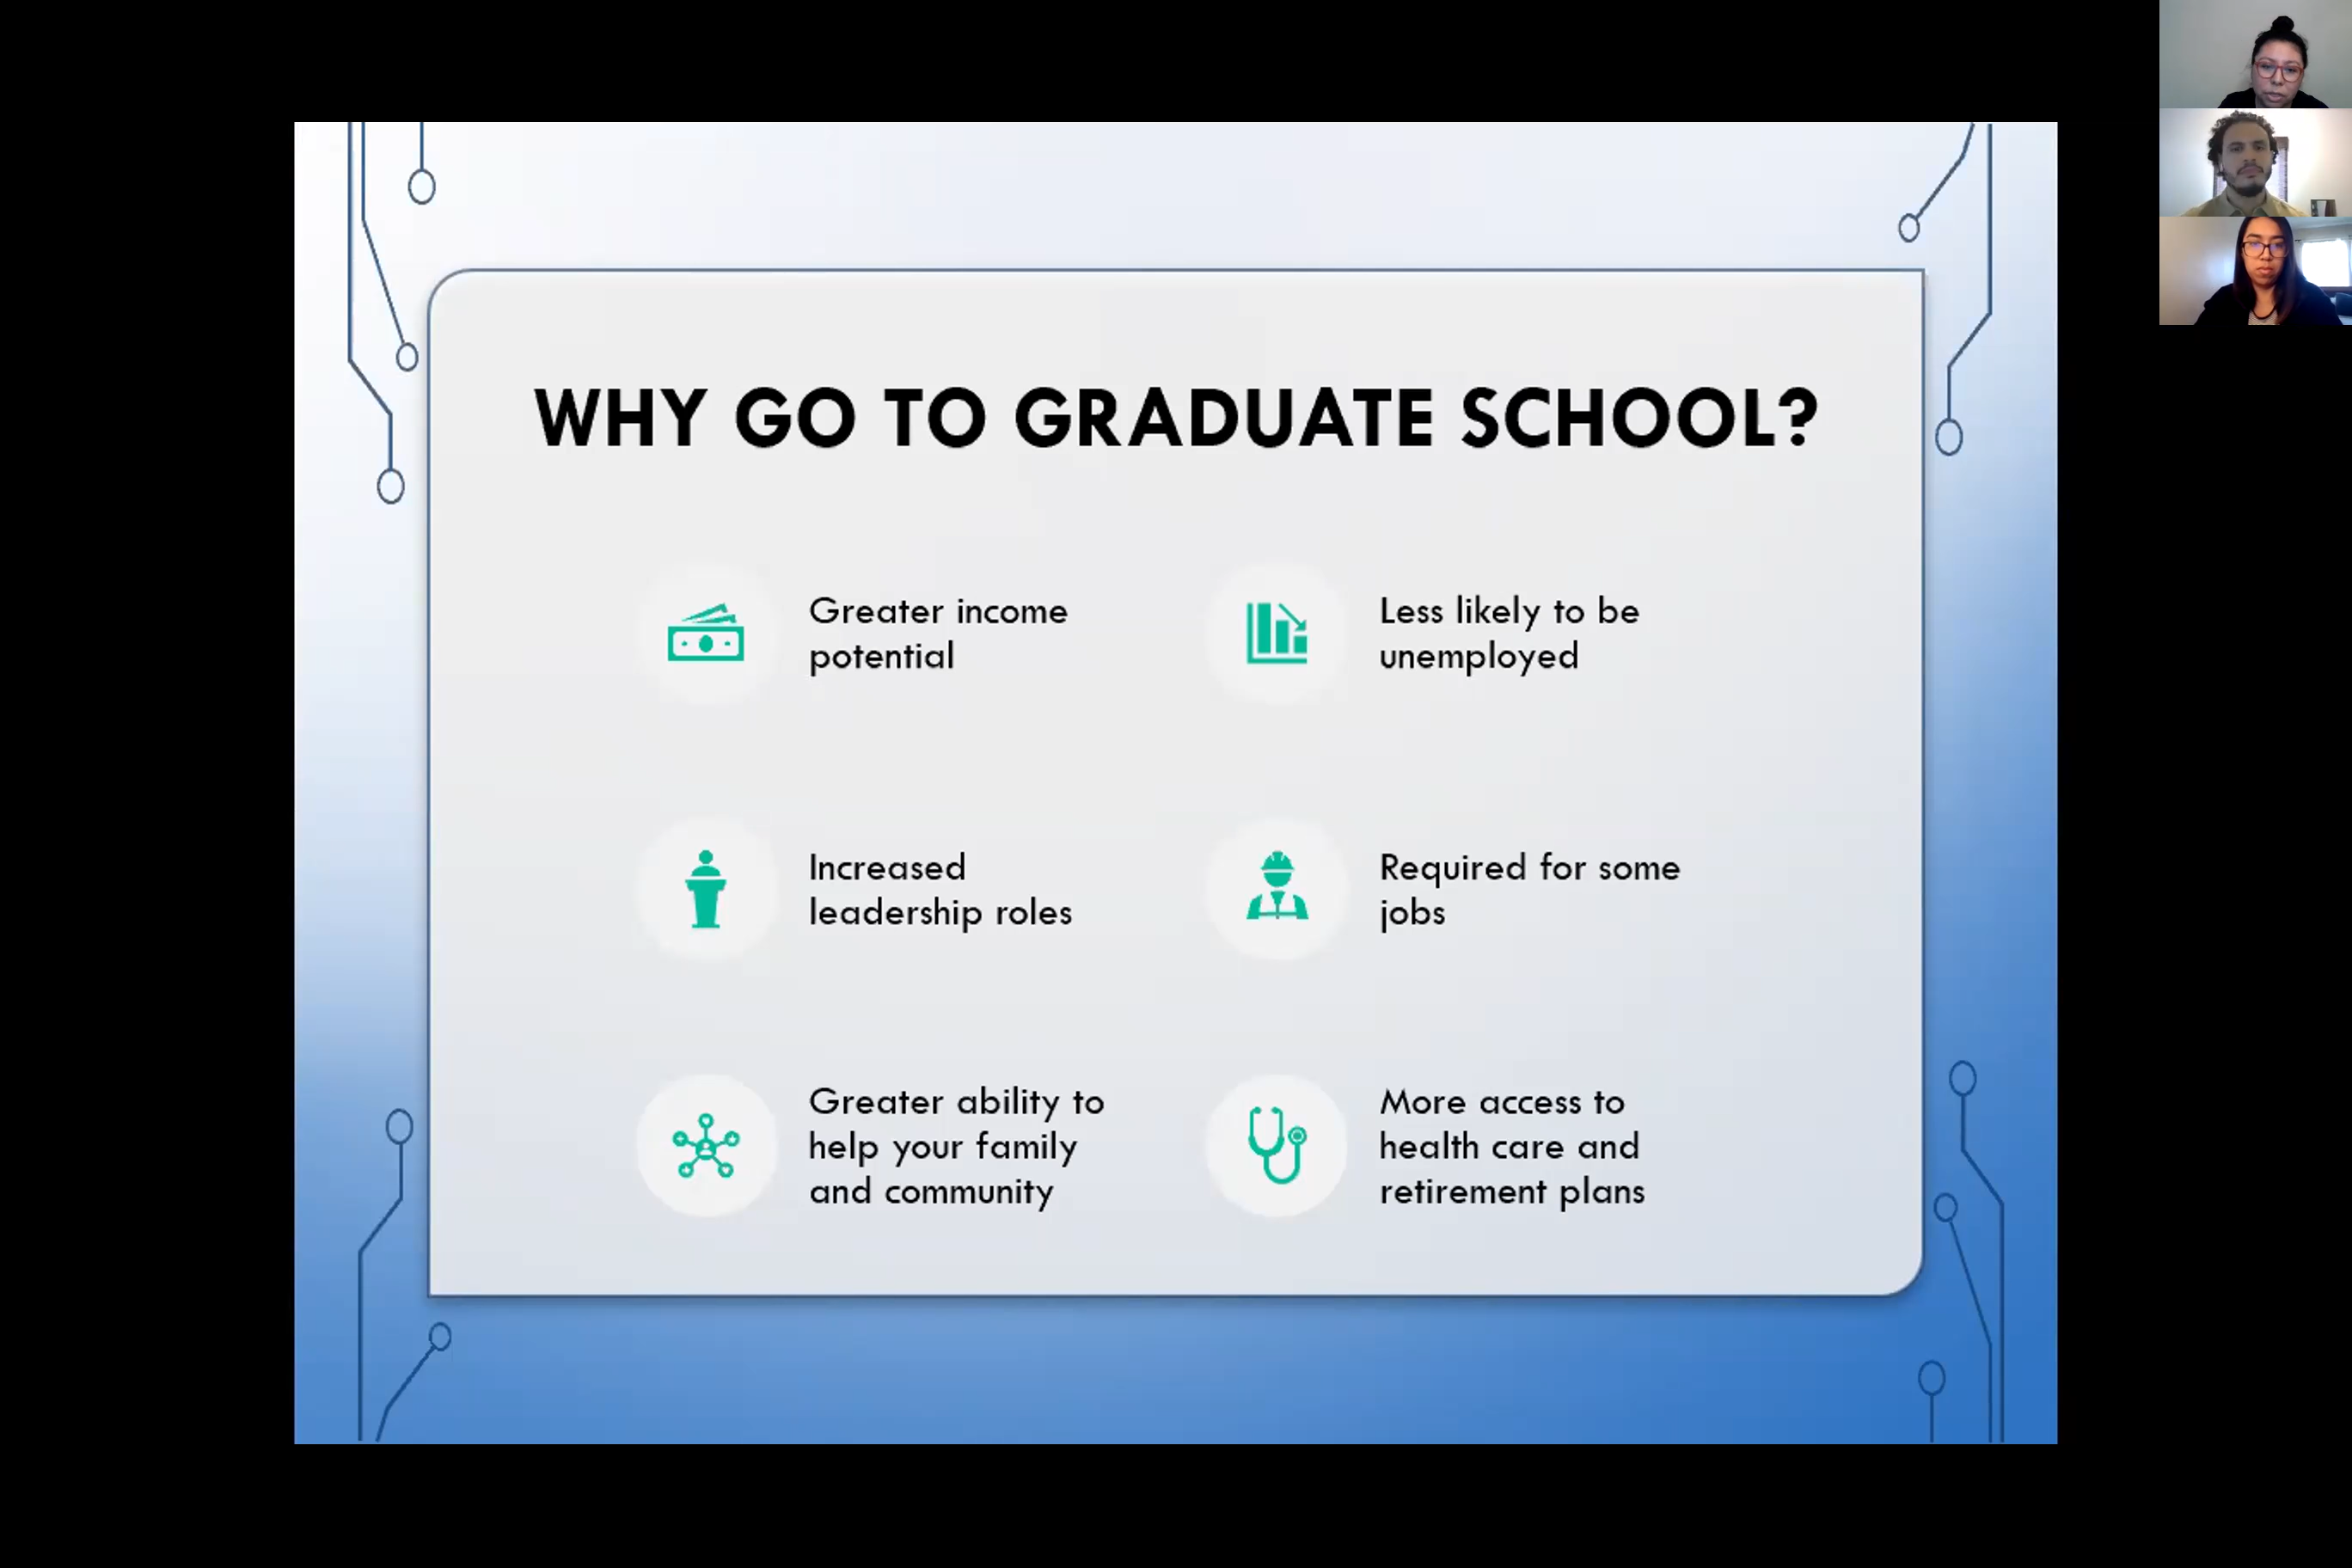 WHY GO TO GRADUATE SCHOOL?
Greater income
potential
Less likely to be
unemployed
Increased
leadership roles
Required for some
jobs
Greater ability to
help your family
and community
More access to
health care and
retirement plans